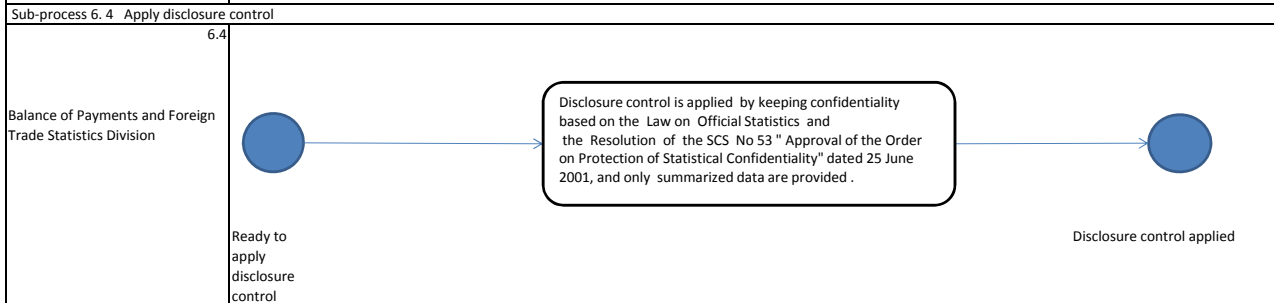 Sub-process 6. 4 Apply disclosure control
6.4
Balance of Payments and Foreign
Trade Statistics Division
Disclosure control is applied by keeping confidentiality
based on the Law on Official Statistics and
the Resolution of the SCS No 53 " Approval of the Order
on Protection of Statistical Confidentiality" dated 25 June
2001, and only summarized data are provided .
Ready to
apply
disclosure
control
Disclosure control applied